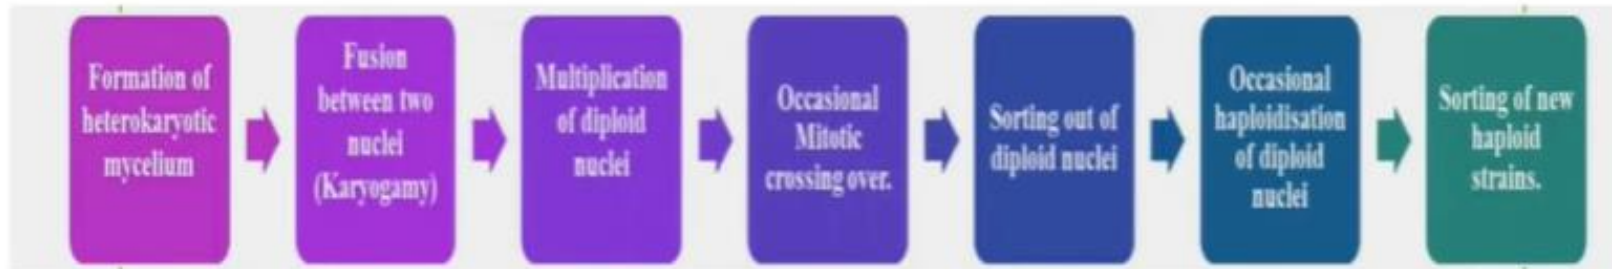 Formation of
heterokaryotic
mycelium
Fusion
between two
nuclei
(Karyogamy)
Multiplication
of diploid
nuclei
Occasional
Mitotic
crossing over.
Sorting out of
diploid nuclei
Occasional
haploidisation
of diploid
nuclei
Sorting of new
haploid
strains.